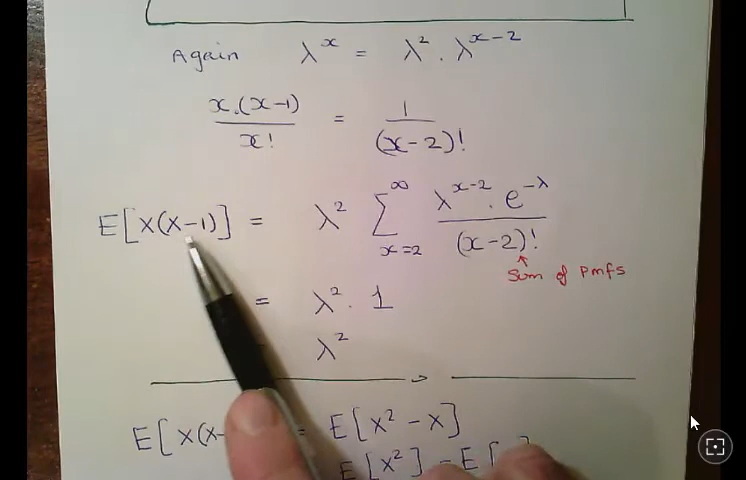 Again λ^x = λ^2 . λ^(x-2)
x.(x-1)/x! = 1/(x-2)!
E[X(X-1)] = λ^2 ∑_(x=2)^∞ λ^(x-2) . e^(-λ)/(x-2)!
sum of pmfs
= λ^2 . 1
λ^2
E[X(X- = E[X^2 - X]
E[X^2] - E[